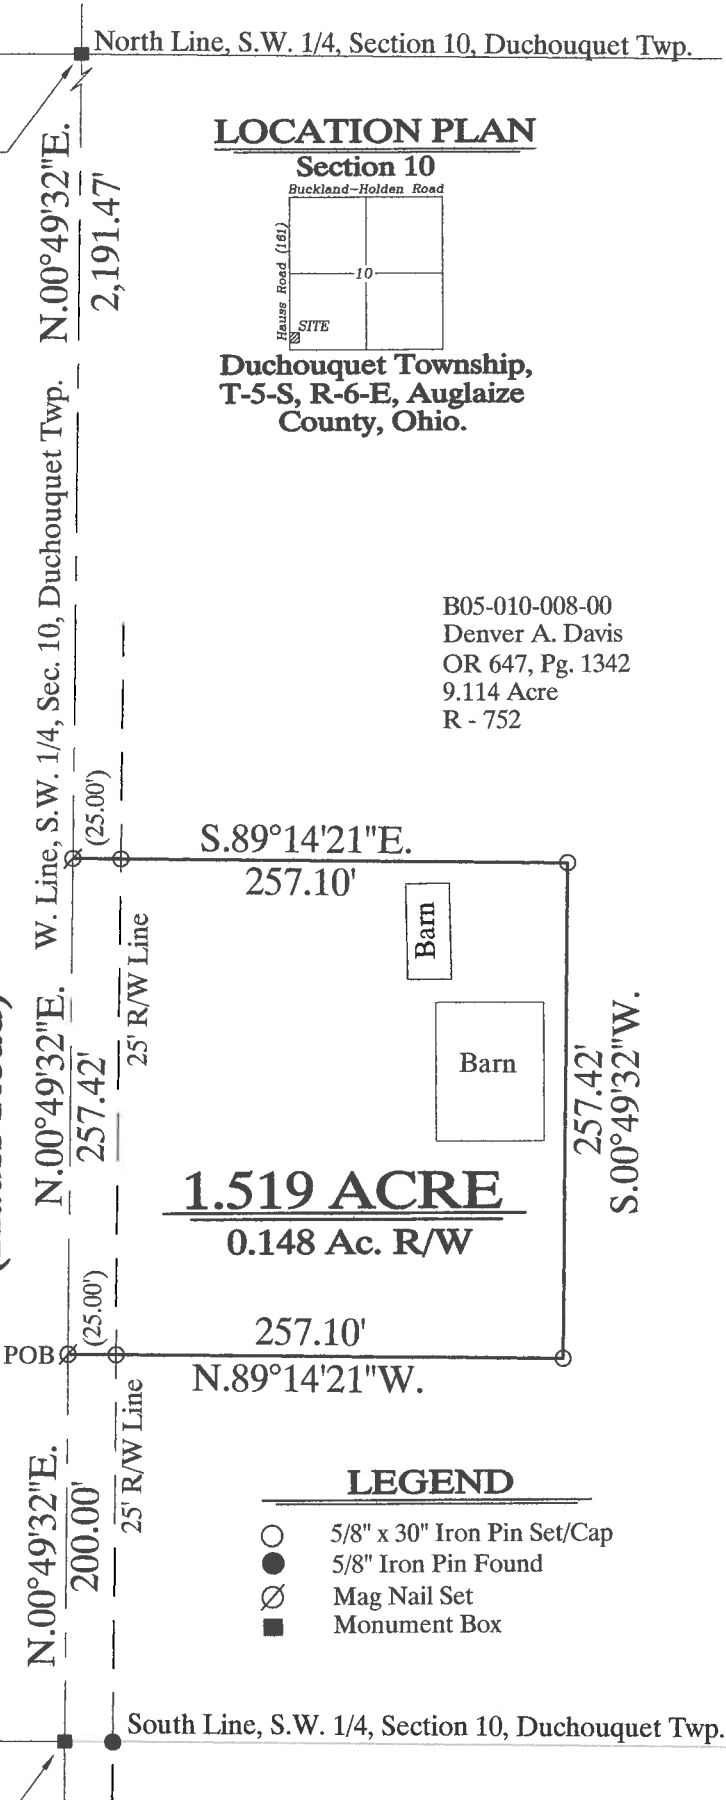 North Line, S.W. 1/4, Section 10, Duchouquet Twp.
N.00°49'32"E.
2,191.47'
LOCATION PLAN
Section 10
Buckland-Holden Road
Hauss Road (161)
10
SITE
Duchouquet Township,
T-5-S, R-6-E, Auglaize
County, Ohio.
W. Line, S.W. 1/4, Sec. 10, Duchouquet Twp.
B05-010-008-00
Denver A. Davis
OR 647, Pg. 1342
9.114 Acre
R - 752
(25.00')
S.89°14'21"E.
257.10'
Barn
25' R/W Line
N.00°49'32"E.
257.42'
Barn
257.42'
S.00°49'32"W.
1.519 ACRE
0.148 Ac. R/W
(25.00')
257.10'
POB
N.89°14'21"W.
25' R/W Line
N.00°49'32"E.
200.00'
LEGEND
5/8" x 30" Iron Pin Set/Cap
5/8" Iron Pin Found
Mag Nail Set
Monument Box
South Line, S.W. 1/4, Section 10, Duchouquet Twp.